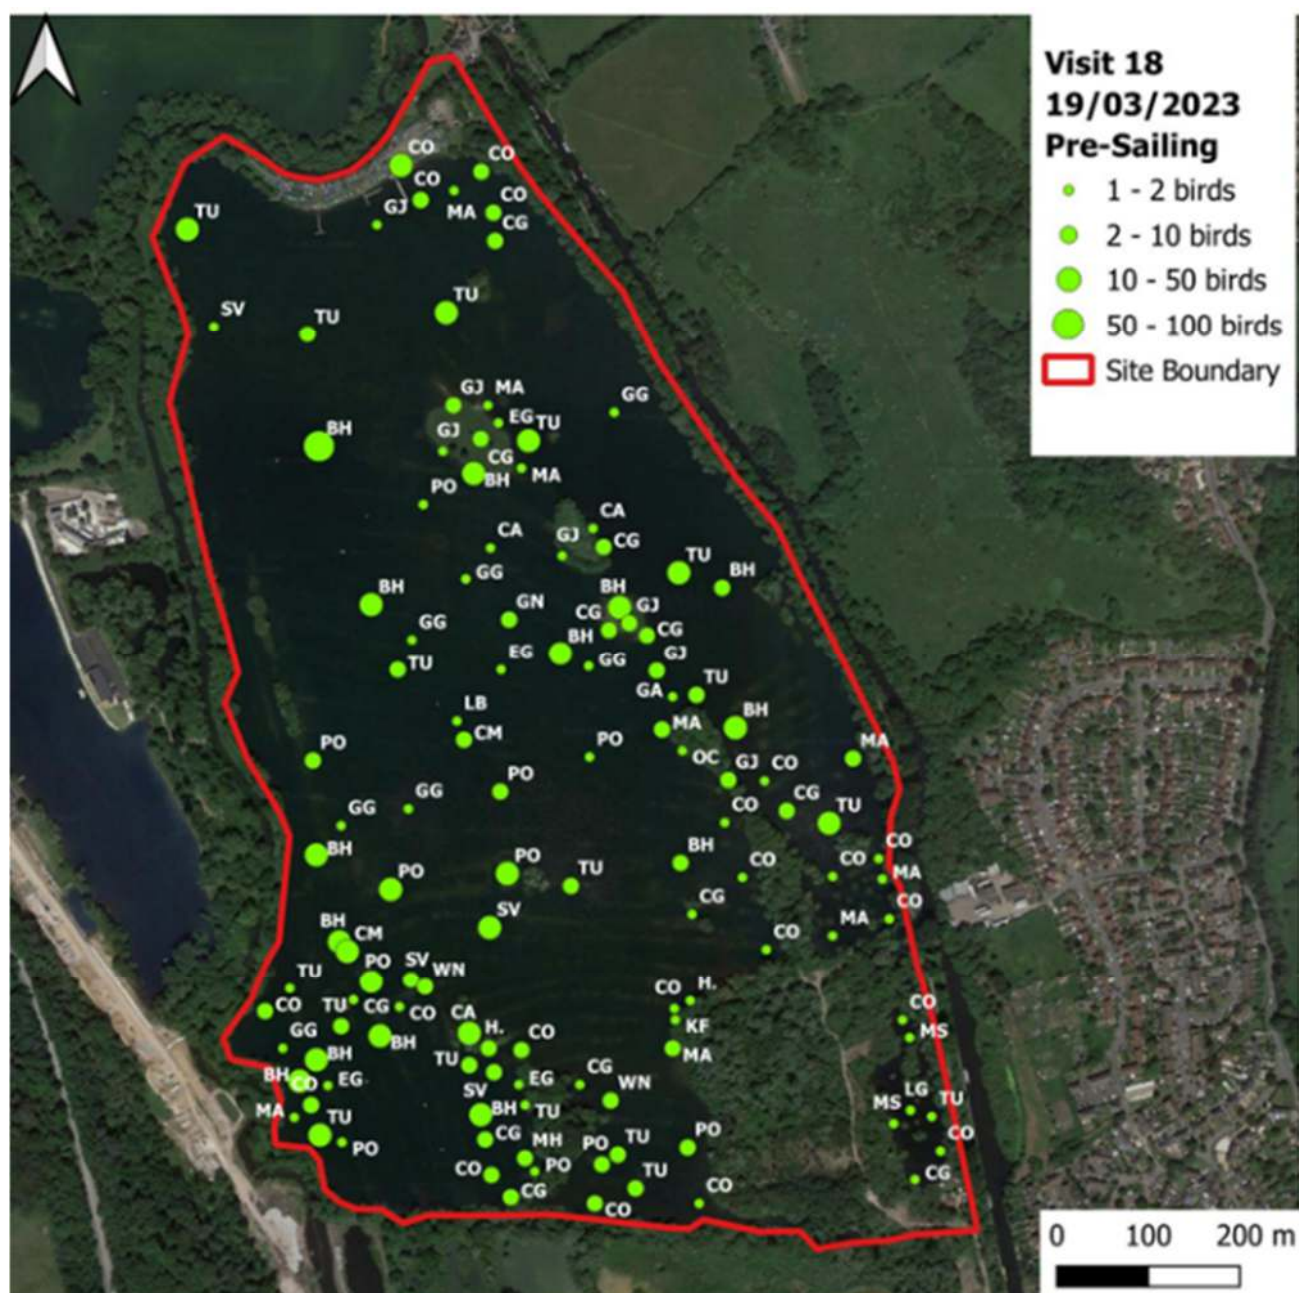 Visit 18
19/03/2023
Pre-Sailing
1 - 2 birds
2 - 10 birds
10 - 50 birds
50 - 100 birds
Site Boundary
CO
CO
CO
MA
CO
GJ
CG
TU
SV
TU
TU
GJ
MA
GG
EG
TU
GJ
BH
CG
MA
BH
PO
CA
GJ
CG
CA
TU
BH
GG
BH
BH
GN
CG
GJ
GG
CG
BH
EG
GG
GJ
TU
GA
TU
LB
MA
BH
CM
PO
PO
OC
MA
GJ
CO
PO
GG
GG
CO
CG
TU
BH
PO
PO
TU
BH
CO
CO
CO
MA
CG
CO
MA
SV
CO
BH
CM
PO
SV
WN
TU
CO
H.
CO
TU
CG
CO
CA
KF
CO
MS
GG
H.
CO
MA
BH
BH
TU
BH
CO
EG
EG
CG
WN
MA
SV
BH
TU
MS
LG
TU
TU
PO
CG
MH
PO
TU
PO
CO
CO
PO
TU
CG
CG
CO
CO
0 100 200 m